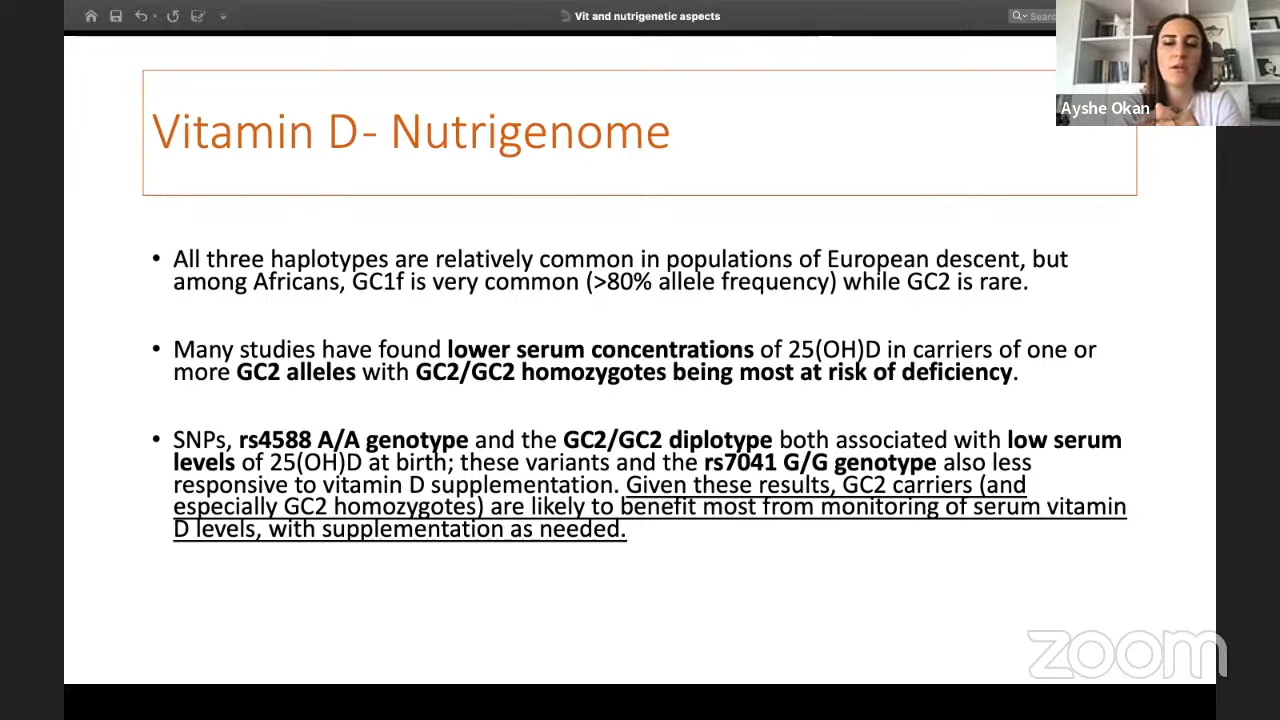 Vit and nutrigenetic aspects
Sear
Ayshe Okan
Vitamin D- Nutrigenome
• All three haplotypes are relatively common in populations of European descent, but
among Africans, GC1f is very common (>80% allele frequency) while GC2 is rare.
• Many studies have found lower serum concentrations of 25(OH)D in carriers of one or
more GC2 alleles with GC2/GC2 homozygotes being most at risk of deficiency.
• SNPs, rs4588 A/A genotype and the GC2/GC2 diplotype both associated with low serum
levels of 25(OH)D at birth; these variants and the rs7041 G/G genotype also less
responsive to vitamin D supplementation. Given these results, GC2 carriers (and
especially GC2 homozygotes) are likely to benefit most from monitoring of serum vitamin
D levels, with supplementation as needed.
zoom